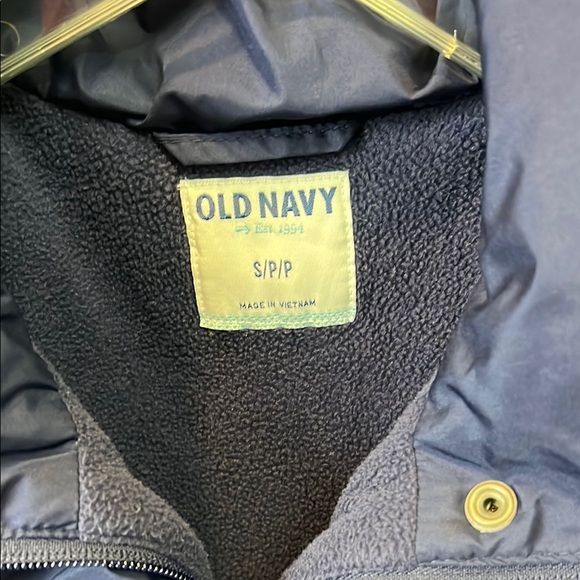 OLD NAVY
Est. 1994
S/P/P
MADE IN VIETNAM